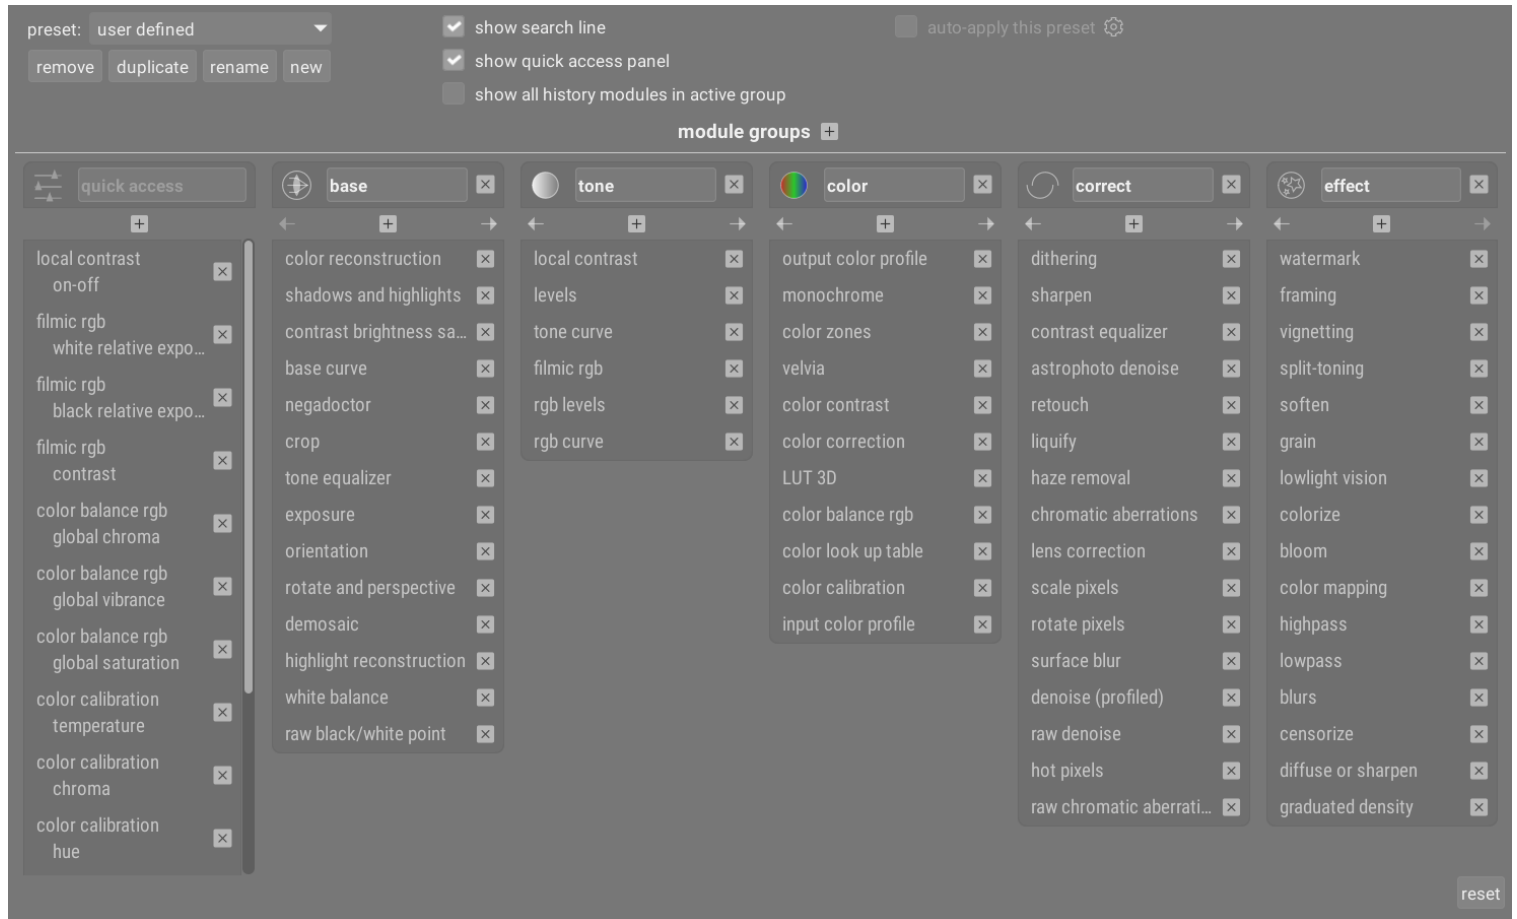 preset: user defined
remove duplicate rename new
show search line
show quick access panel
show all history modules in active group
auto-apply this preset
module groups
quick access
local contrast
on-off
filmic rgb
white relative expo...
filmic rgb
black relative expo...
filmic rgb
contrast
color balance rgb
global chroma
color balance rgb
global vibrance
color balance rgb
global saturation
color calibration
temperature
color calibration
chroma
color calibration
hue
base
color reconstruction
shadows and highlights
contrast brightness sa...
base curve
negadoctor
crop
tone equalizer
exposure
orientation
rotate and perspective
demosaic
highlight reconstruction
white balance
raw black/white point
tone
local contrast
levels
tone curve
filmic rgb
rgb levels
rgb curve
color
output color profile
monochrome
color zones
velvia
color contrast
color correction
LUT 3D
color balance rgb
color look up table
color calibration
input color profile
correct
dithering
sharpen
contrast equalizer
astrophoto denoise
retouch
liquify
haze removal
chromatic aberrations
lens correction
scale pixels
rotate pixels
surface blur
denoise (profiled)
raw denoise
hot pixels
raw chromatic aberrati...
effect
watermark
framing
vignetting
split-toning
soften
grain
lowlight vision
colorize
bloom
color mapping
highpass
lowpass
blurs
censorize
diffuse or sharpen
graduated density
reset